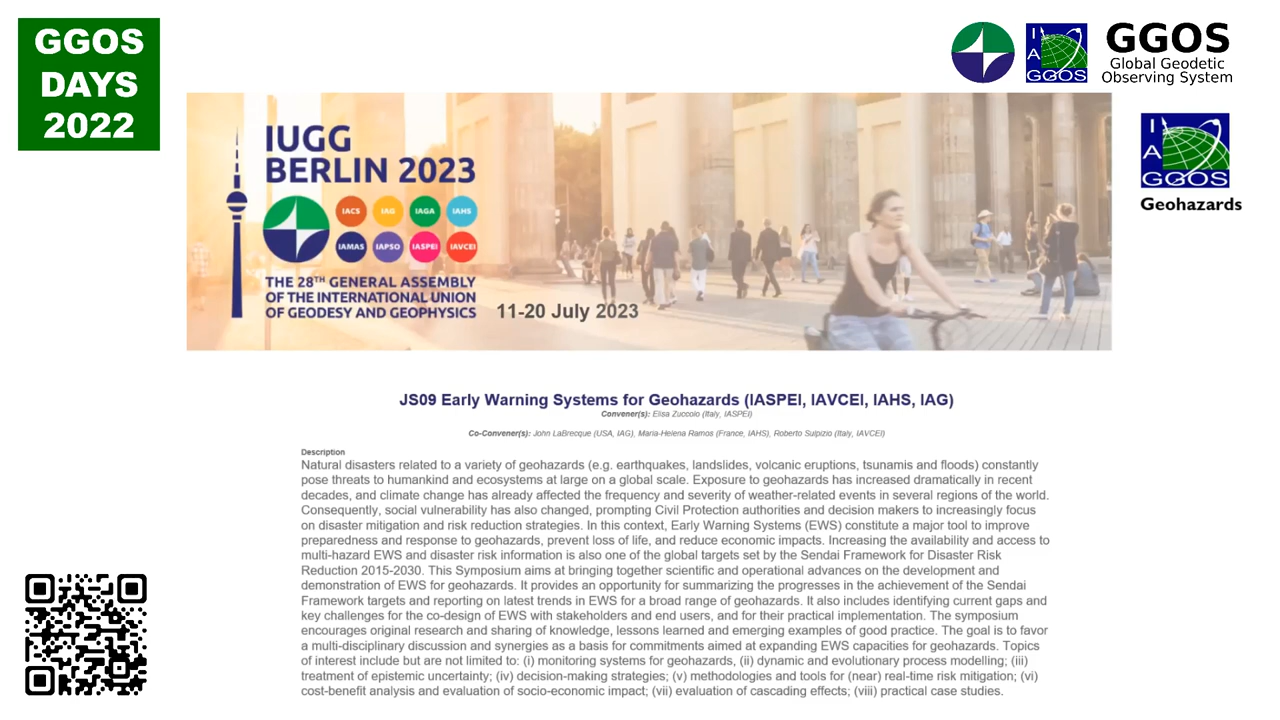 GGOS
DAYS
2022
I
A
GGOS
GGOS
Global Geodetic
Observing System
I
A
GGOS
Geohazards
IUGG
BERLIN 2023
IACS IAG IAGA IAHS
IAMAS IAPSO IASPEI IAVCEI
THE 28TH GENERAL ASSEMBLY
OF THE INTERNATIONAL UNION
OF GEODESY AND GEOPHYSICS
11-20 July 2023
JS09 Early Warning Systems for Geohazards (IASPEI, IAVCEI, IAHS, IAG)
Convener(s): Elisa Zuccolo (Italy, IASPEI)
Co-Convener(s): John LaBrecque (USA, IAG), Maria-Helena Ramos (France, IAHS), Roberto Sulpizio (Italy, IAVCEI)
Description
Natural disasters related to a variety of geohazards (e.g. earthquakes, landslides, volcanic eruptions, tsunamis and floods) constantly
pose threats to humankind and ecosystems at large on a global scale. Exposure to geohazards has increased dramatically in recent
decades, and climate change has already affected the frequency and severity of weather-related events in several regions of the world.
Consequently, social vulnerability has also changed, prompting Civil Protection authorities and decision makers to increasingly focus
on disaster mitigation and risk reduction strategies. In this context, Early Warning Systems (EWS) constitute a major tool to improve
preparedness and response to geohazards, prevent loss of life, and reduce economic impacts. Increasing the availability and access to
multi-hazard EWS and disaster risk information is also one of the global targets set by the Sendai Framework for Disaster Risk
Reduction 2015-2030. This Symposium aims at bringing together scientific and operational advances on the development and
demonstration of EWS for geohazards. It provides an opportunity for summarizing the progresses in the achievement of the Sendai
Framework targets and reporting on latest trends in EWS for a broad range of geohazards. It also includes identifying current gaps and
key challenges for the co-design of EWS with stakeholders and end users, and for their practical implementation. The symposium
encourages original research and sharing of knowledge, lessons learned and emerging examples of good practice. The goal is to favor
a multi-disciplinary discussion and synergies as a basis for commitments aimed at expanding EWS capacities for geohazards. Topics
of interest include but are not limited to: (i) monitoring systems for geohazards, (ii) dynamic and evolutionary process modelling; (iii)
treatment of epistemic uncertainty; (iv) decision-making strategies; (v) methodologies and tools for (near) real-time risk mitigation; (vi)
cost-benefit analysis and evaluation of socio-economic impact; (vii) evaluation of cascading effects; (viii) practical case studies.